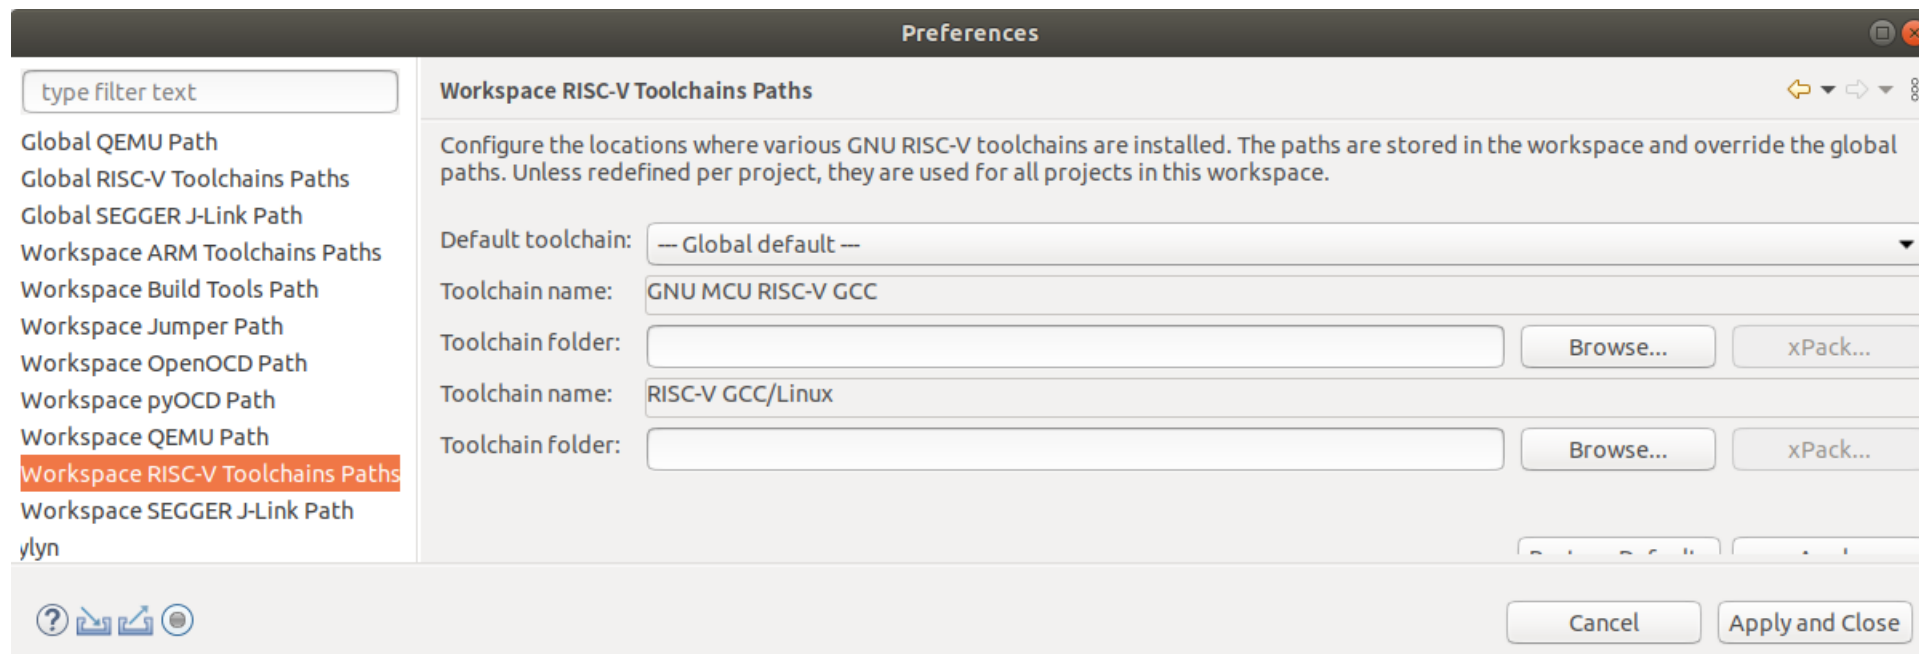 Preferences
type filter text
Global QEMU Path
Global RISC-V Toolchains Paths
Global SEGGER J-Link Path
Workspace ARM Toolchains Paths
Workspace Build Tools Path
Workspace Jumper Path
Workspace OpenOCD Path
Workspace pyOCD Path
Workspace QEMU Path
Workspace RISC-V Toolchains Paths
Workspace SEGGER J-Link Path
ylyn
Workspace RISC-V Toolchains Paths
Configure the locations where various GNU RISC-V toolchains are installed. The paths are stored in the workspace and override the global
paths. Unless redefined per project, they are used for all projects in this workspace.
Default toolchain: --- Global default ---
Toolchain name: GNU MCU RISC-V GCC
Toolchain folder: Browse... xPack...
Toolchain name: RISC-V GCC/Linux
Toolchain folder: Browse... xPack...
Cancel Apply and Close